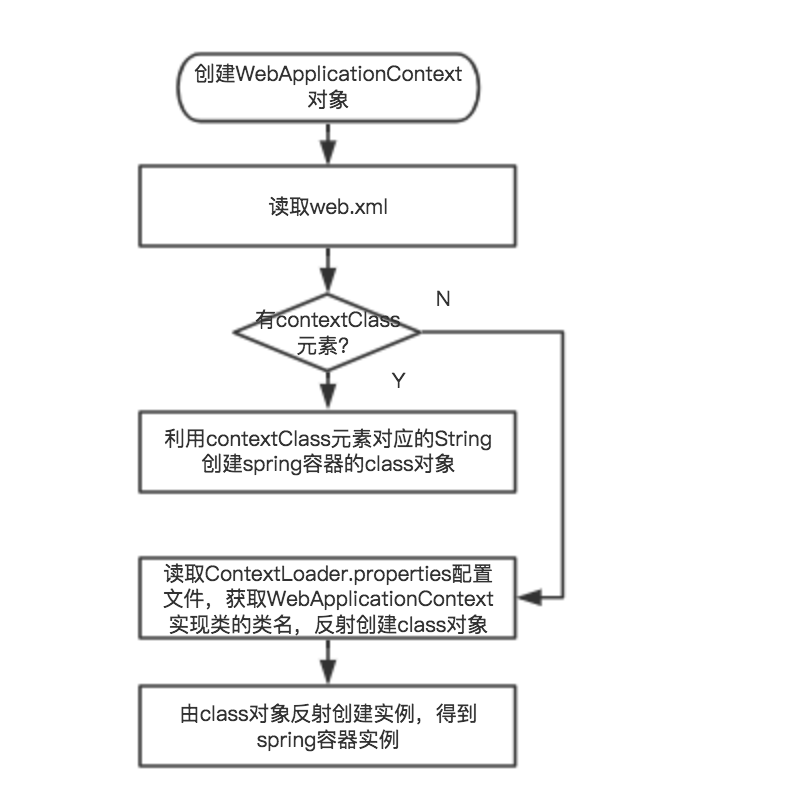 创建WebApplicationContext
对象
读取web.xml
N
有contextClass
元素？
Y
利用contextClass元素对应的String
创建spring容器的class对象
读取ContextLoader.properties配置
文件，获取WebApplicationContext
实现类的类名，反射创建class对象
由class对象反射创建实例，得到
spring容器实例